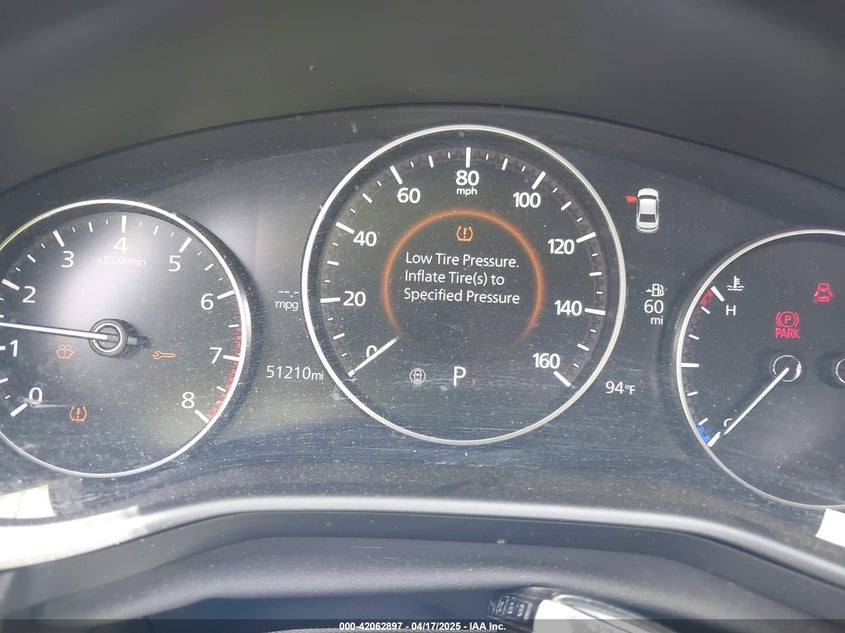 0
1
2
3
4
5
6
7
8
×1000r/min
mpg
51210mi
0
20
40
60
80
100
120
140
160
mph
Low Tire Pressure.
Inflate Tire(s) to
Specified Pressure
P
60
mi
94°F
H
C
P
PARK
000-42062897 - 04/17/2025 - IAA Inc.